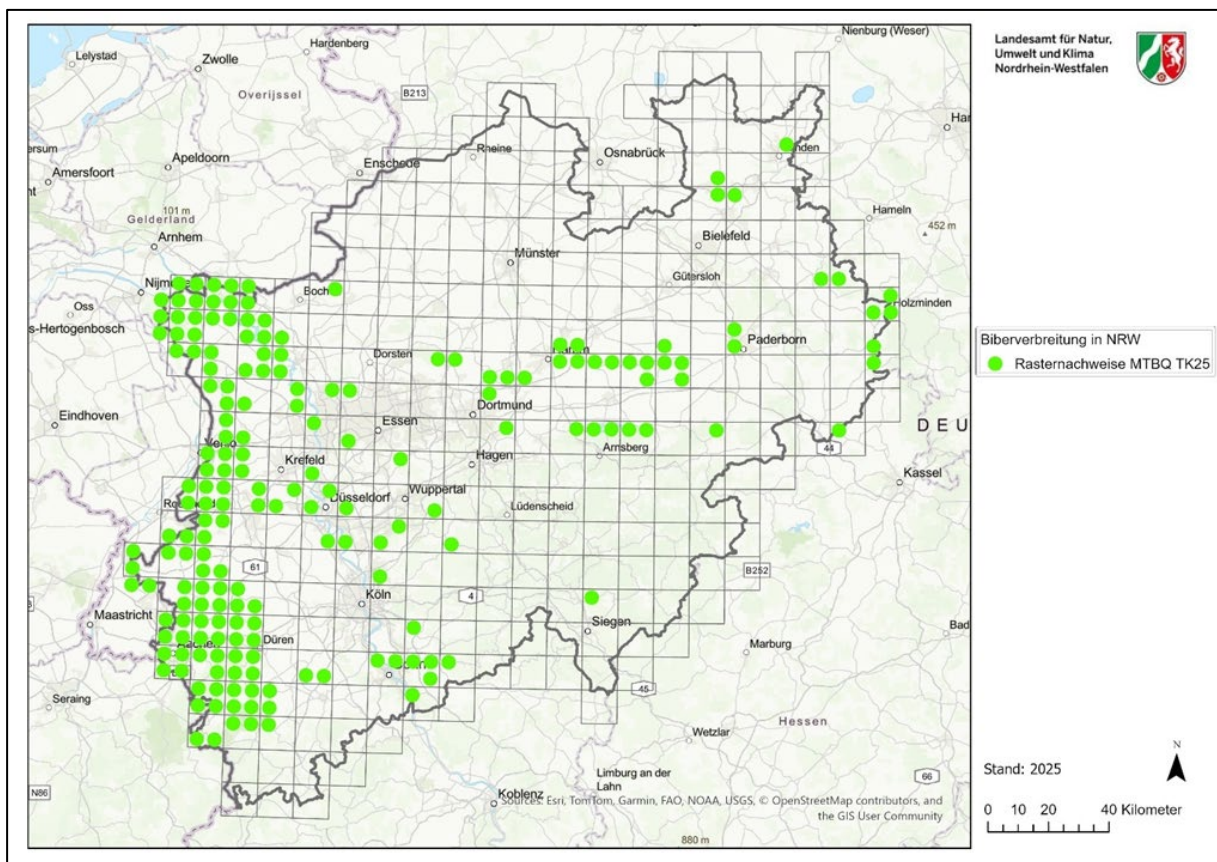 Nienburg (Weser)
Landesamt für Natur,
Umwelt und Klima
Nordrhein-Westfalen
Hardenberg
Lelystad
Zwolle
Overijssel
B213
Rheine
Osnabrück
Enschede
Apeldoorn
Amersfoort
Gelderland
101 m
Arnhem
Hameln
452 m
Bielefeld
Münster
Gütersloh
Oss
s-Hertogenbosch
Holzminden
Biberverbreitung in NRW
Rasternachweise MTBQ TK25
Paderborn
Dorsten
Eindhoven
Essen
Dortmund
DEU
Arnsberg
44
Krefeld
Hagen
Kassel
Düsseldorf
Wuppertal
Lüdenscheid
61
B252
Köln
4
Maastricht
Siegen
Düren
Marburg
45
Seraing
Hessen
Wetzlar
N
Stand: 2025
Limburg an der
Lahn
66
N86
Koblenz
0 10 20 40 Kilometer
Sources: Esri, TomTom, Garmin, FAO, NOAA, USGS, © OpenStreetMap contributors, and
the GIS User Community
880 m